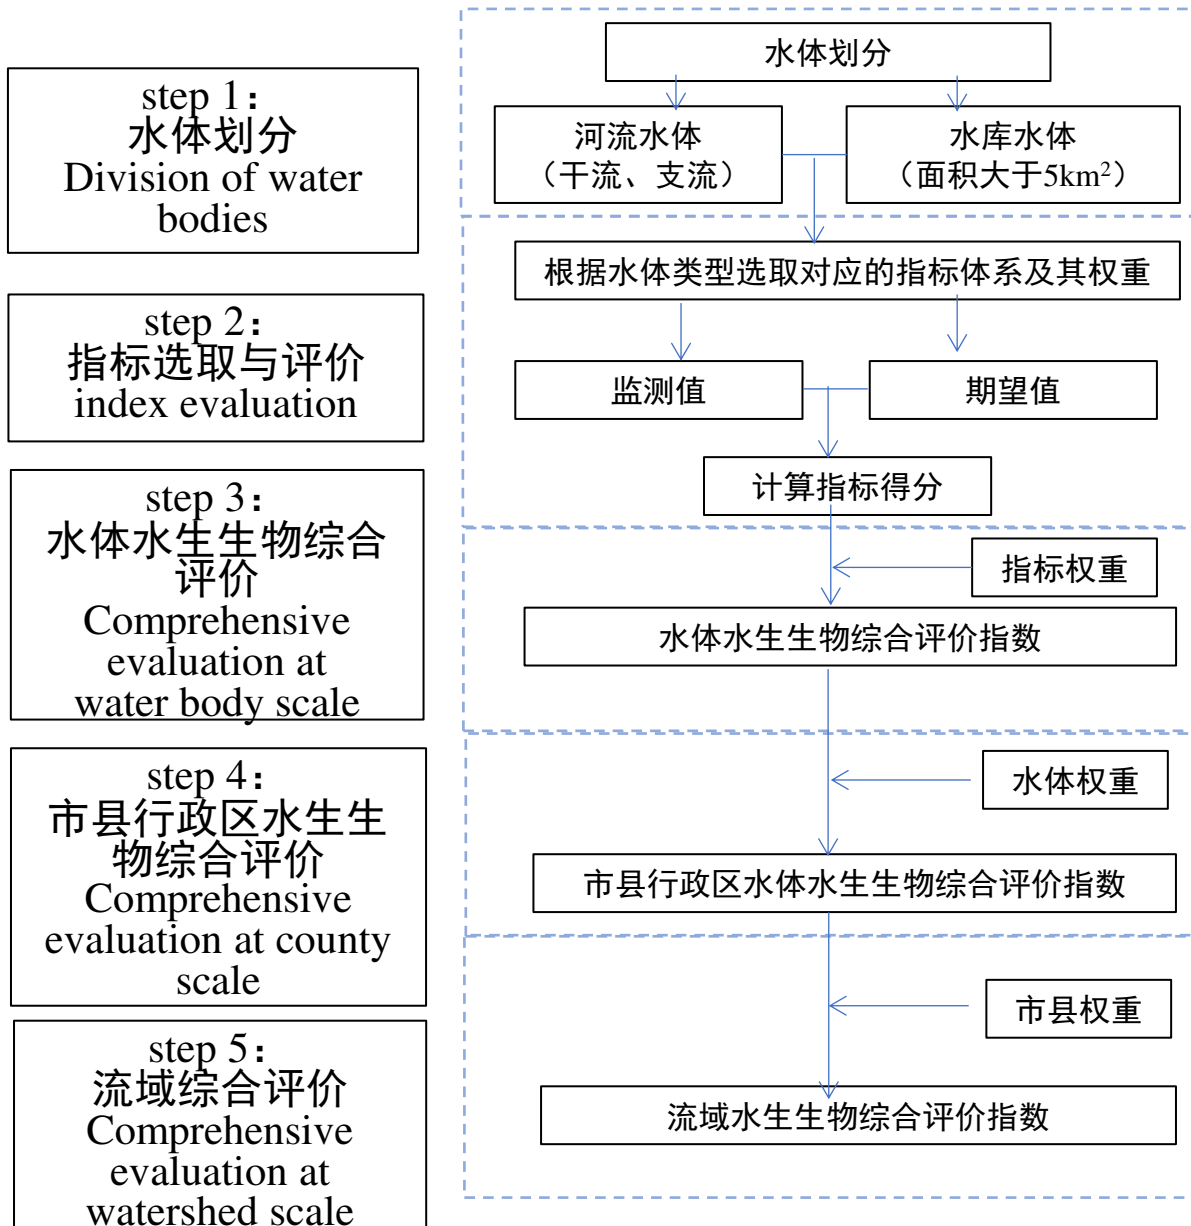 step 1：
水体划分
Division of water
bodies
step 2：
指标选取与评价
index evaluation
step 3：
水体水生生物综合
评价
Comprehensive
evaluation at
water body scale
step 4：
市县行政区水生生
物综合评价
Comprehensive
evaluation at county
scale
step 5：
流域综合评价
Comprehensive
evaluation at
watershed scale
水体划分
河流水体
（干流、支流）
水库水体
（面积大于5km²）
根据水体类型选取对应的指标体系及其权重
监测值
期望值
计算指标得分
指标权重
水体水生生物综合评价指数
水体权重
市县行政区水体水生生物综合评价指数
市县权重
流域水生生物综合评价指数